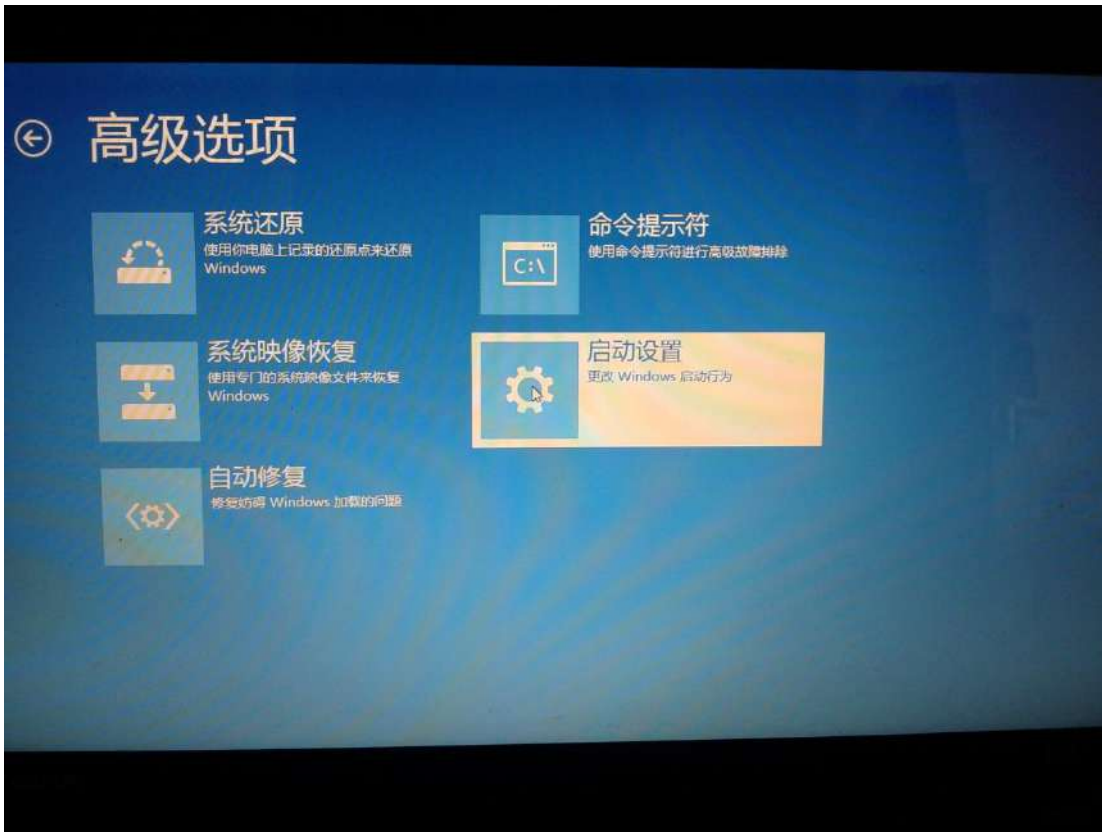 高级选项
系统还原
使用你电脑上记录的还原点来还原
Windows
命令提示符
使用命令提示符进行高级故障排除
C:\
系统映像恢复
使用专门的系统映像文件来恢复
Windows
启动设置
更改 Windows 启动行为
自动修复
修复妨碍 Windows 加载的问题